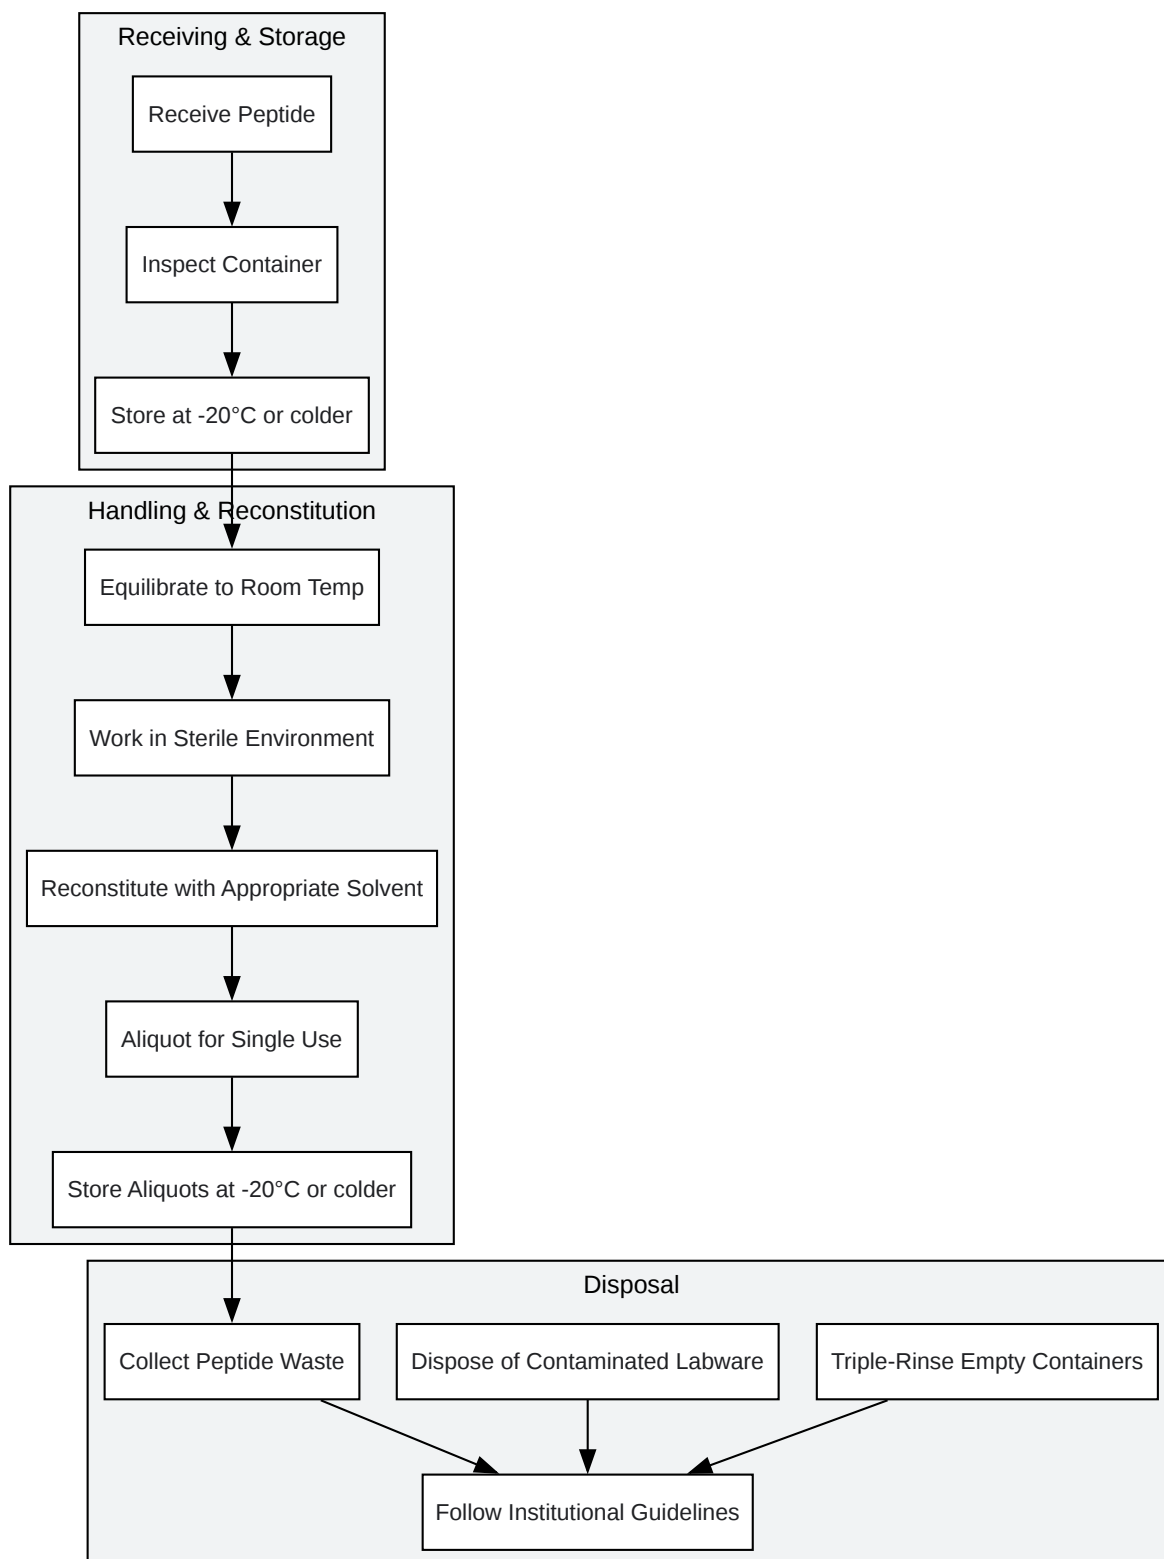 Receiving & Storage
Receive Peptide
Inspect Container
Store at -20°C or colder
Handling & Reconstitution
Equilibrate to Room Temp
Work in Sterile Environment
Reconstitute with Appropriate Solvent
Aliquot for Single Use
Store Aliquots at -20°C or colder
Disposal
Collect Peptide Waste
Dispose of Contaminated Labware
Triple-Rinse Empty Containers
Follow Institutional Guidelines